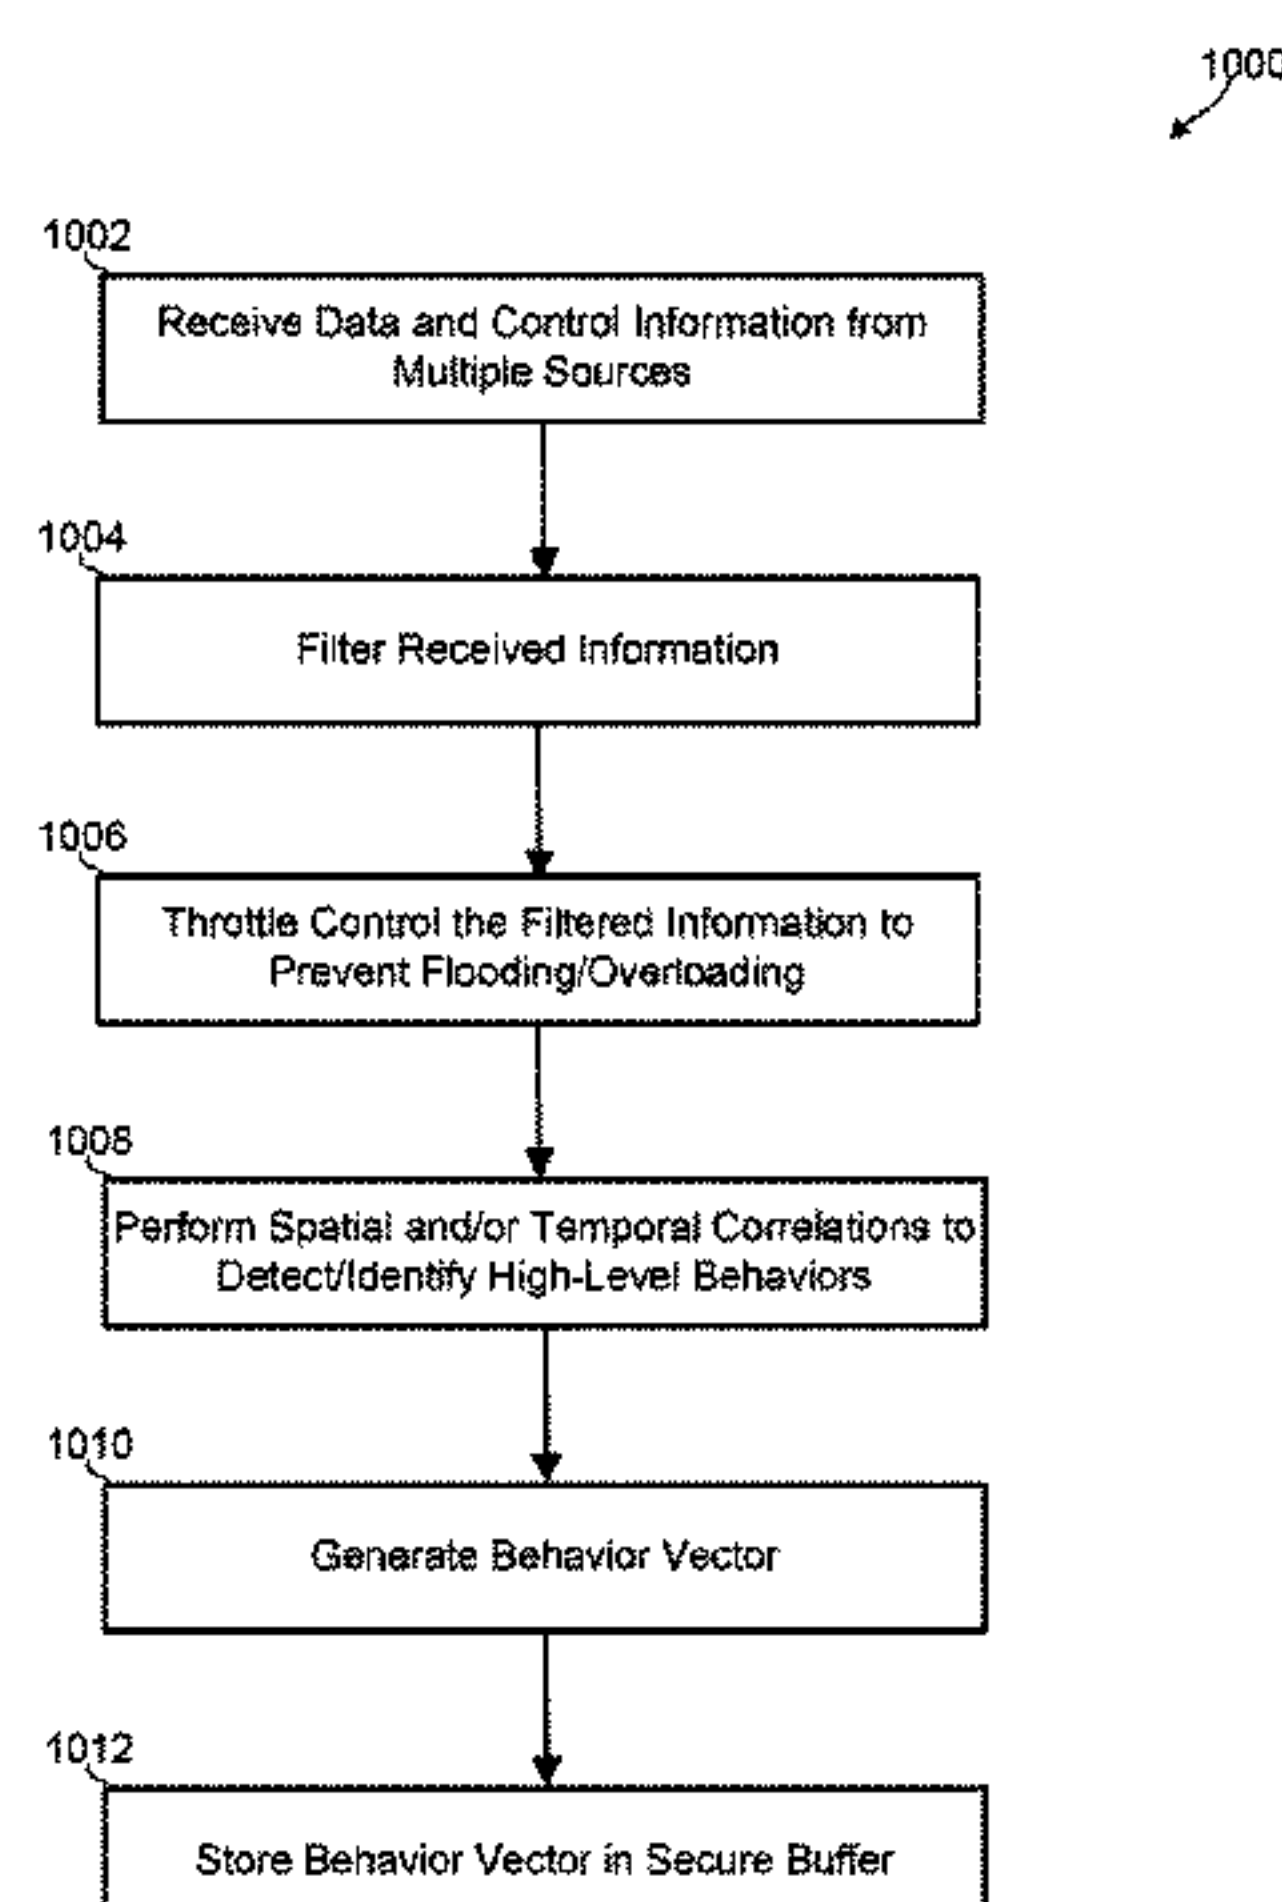 1000
1002
Receive Data and Control Information from
Multiple Sources
1004
Filter Received Information
1006
Throttle Control the Filtered Information to
Prevent Flooding/Overloading
1008
Perform Spatial and/or Temporal Correlations to
Detect/Identify High-Level Behaviors
1010
Generate Behavior Vector
1012
Store Behavior Vector in Secure Buffer